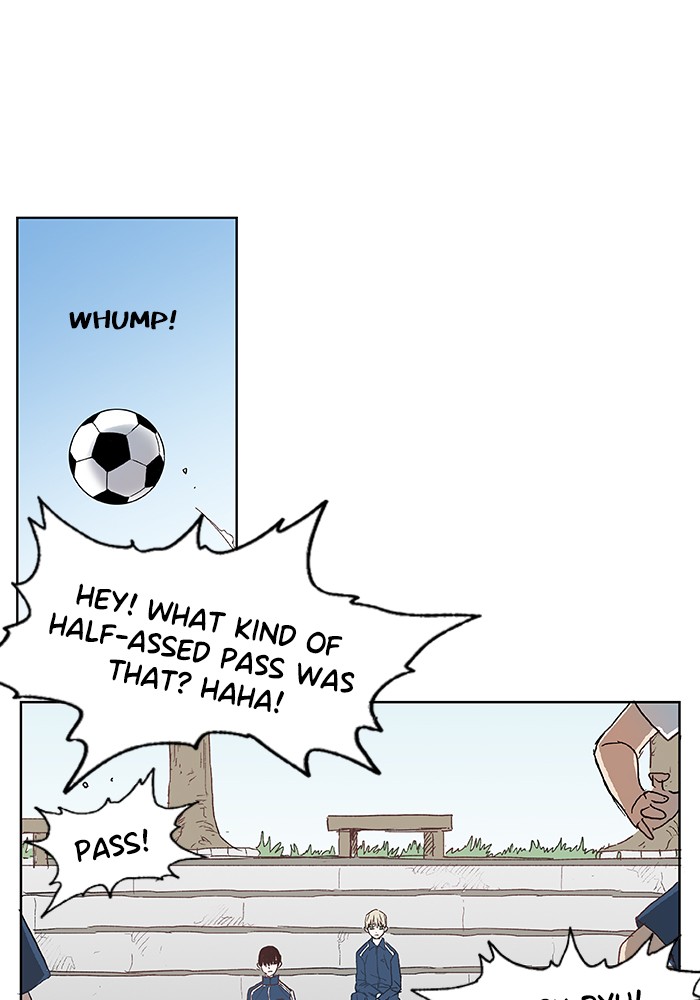 WHUMP!
HEY! WHAT KIND OF
HALF-ASSED PASS WAS
THAT? HAHA!
PASS!